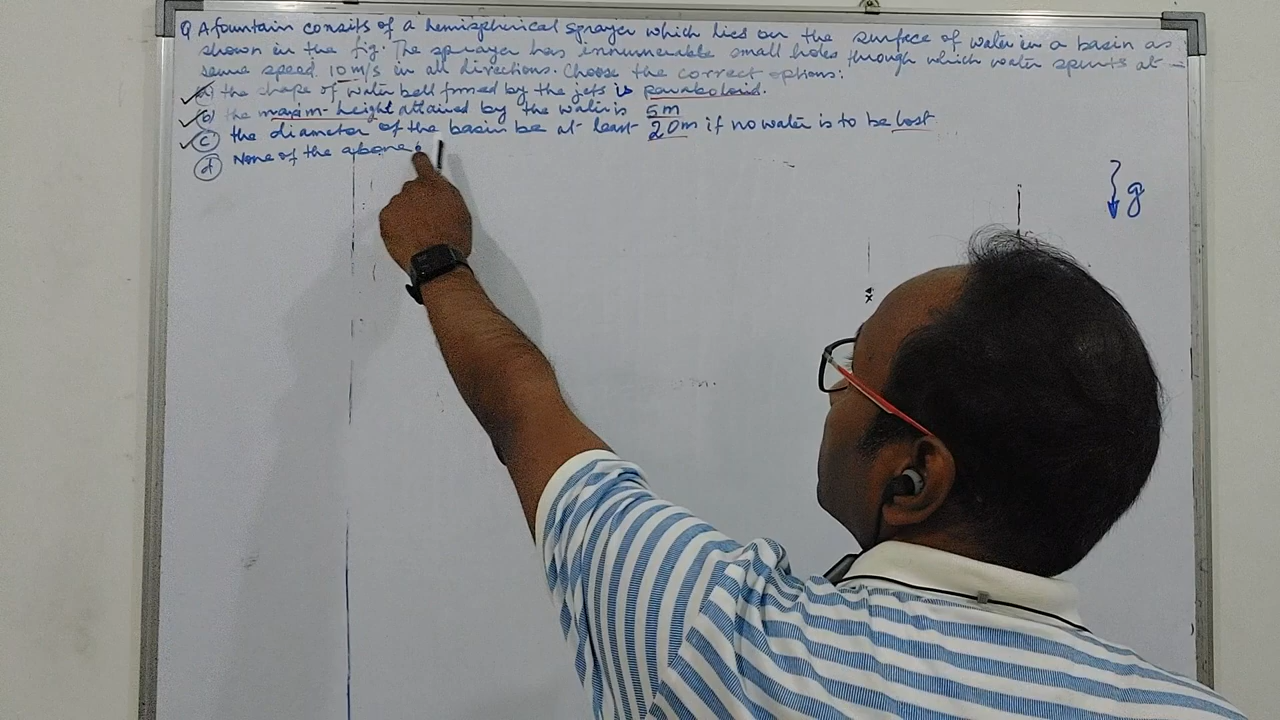 Q A fountain consits of a hemispherical sprayer which lies on the surface of water in a basin as
shown in the fig. The sprayer has innumerable small holes through which water spurts at
same speed 10 m/s in all directions. Choose the correct options:
a) the shape of water bell formed by the jets is paraboloid.
b) the maxim. height attained by the water is 5m
c) the diameter of the basin be at least 20m if no water is to be lost
d) None of the above
g